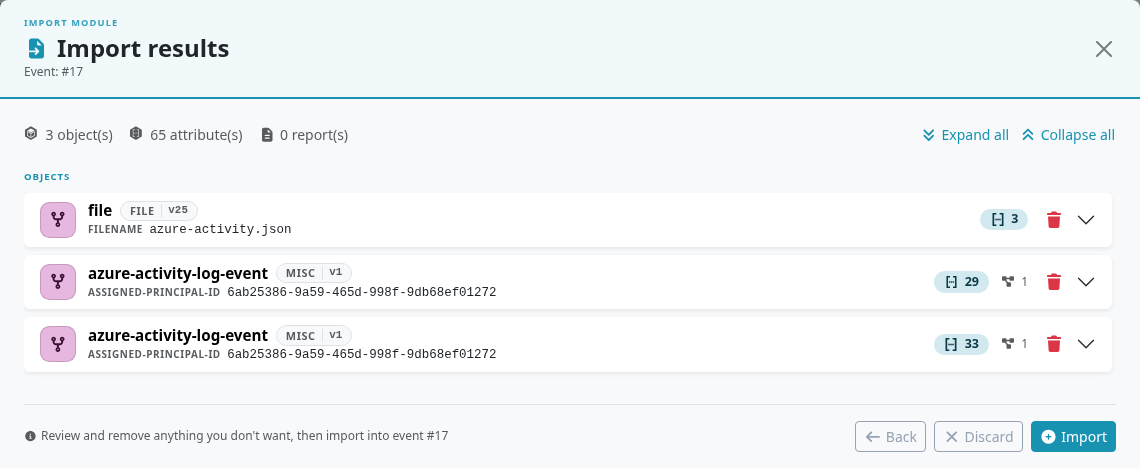 IMPORT MODULE
Import results
Event: #17
3 object(s) 65 attribute(s) 0 report(s) Expand all Collapse all
OBJECTS
file FILE v25
FILENAME azure-activity.json
3
azure-activity-log-event MISC v1
ASSIGNED-PRINCIPAL-ID 6ab25386-9a59-465d-998f-9db68ef01272
29 1
azure-activity-log-event MISC v1
ASSIGNED-PRINCIPAL-ID 6ab25386-9a59-465d-998f-9db68ef01272
33 1
Review and remove anything you don't want, then import into event #17 Back Discard Import